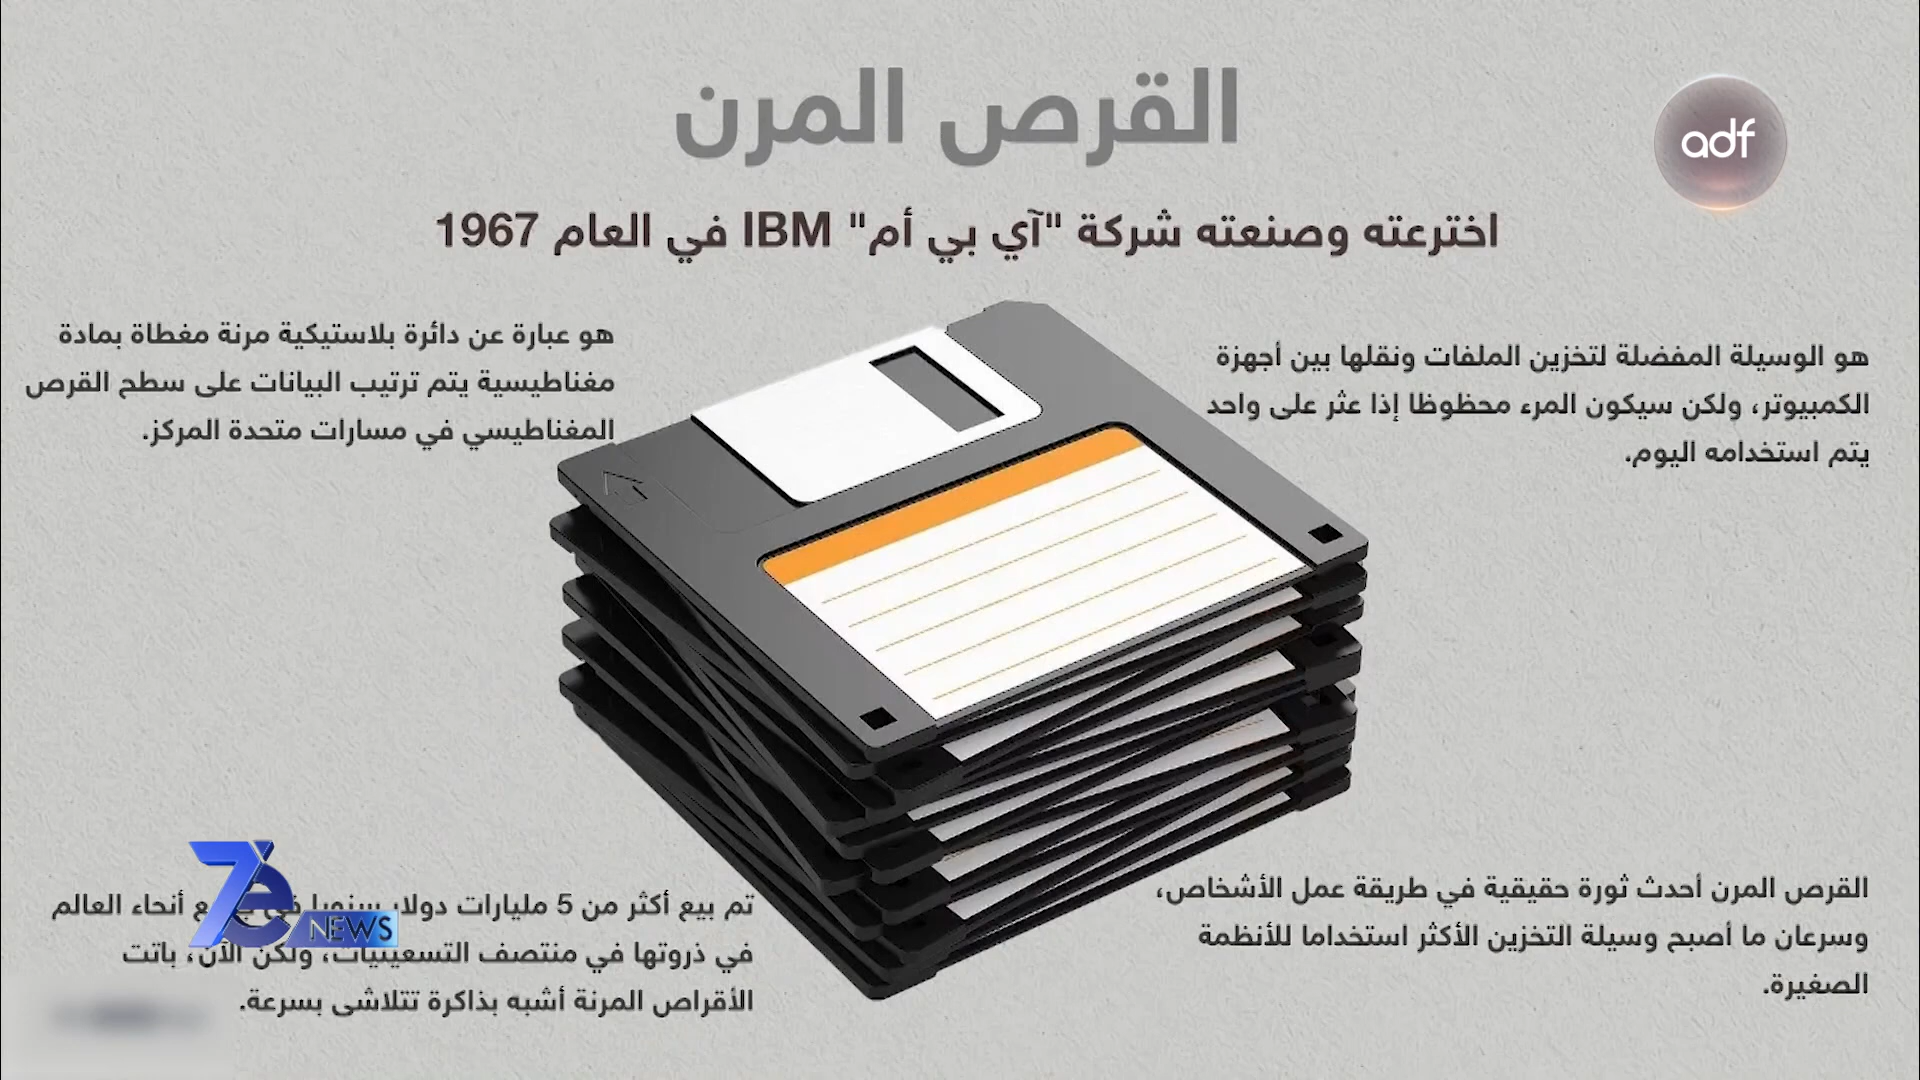 القرص المرن
adf
اخترعته وصنعته شركة "آي بي أم" IBM في العام 1967
هو الوسيلة المفضلة لتخزين الملفات ونقلها بين أجهزة
الكمبيوتر، ولكن سيكون المرء محظوظا إذا عثر على واحد
يتم استخدامه اليوم.
هو عبارة عن دائرة بلاستيكية مرنة مغطاة بمادة
مغناطيسية يتم ترتيب البيانات على سطح القرص
المغناطيسي في مسارات متحدة المركز.
القرص المرن أحدث ثورة حقيقية في طريقة عمل الأشخاص،
وسرعان ما أصبح وسيلة التخزين الأكثر استخداما للأنظمة
الصغيرة.
تم بيع أكثر من 5 مليارات دولار سنويا في أنحاء العالم
في ذروتها في منتصف التسعينيات، ولكن الآن، باتت
الأقراص المرنة أشبه بذاكرة تتلاشى بسرعة.
7e NEWS